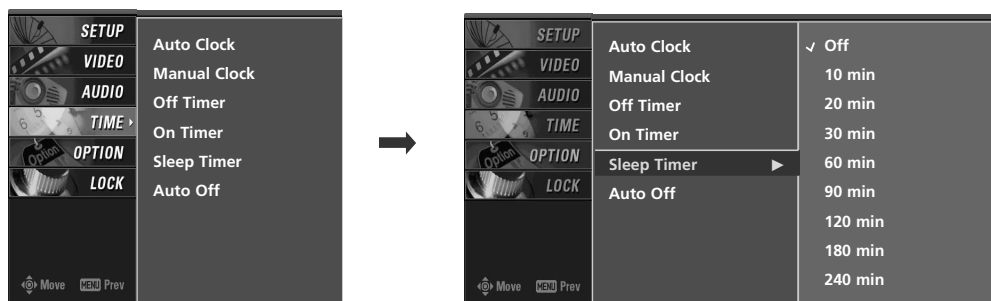 SETUP
VIDEO
AUDIO
TIME
OPTION
LOCK
Move MENU Prev
Auto Clock
Manual Clock
Off Timer
On Timer
Sleep Timer
Auto Off
SETUP
VIDEO
AUDIO
TIME
OPTION
LOCK
Move MENU Prev
Auto Clock
Manual Clock
Off Timer
On Timer
Sleep Timer ►
Auto Off
✓ Off
10 min
20 min
30 min
60 min
90 min
120 min
180 min
240 min